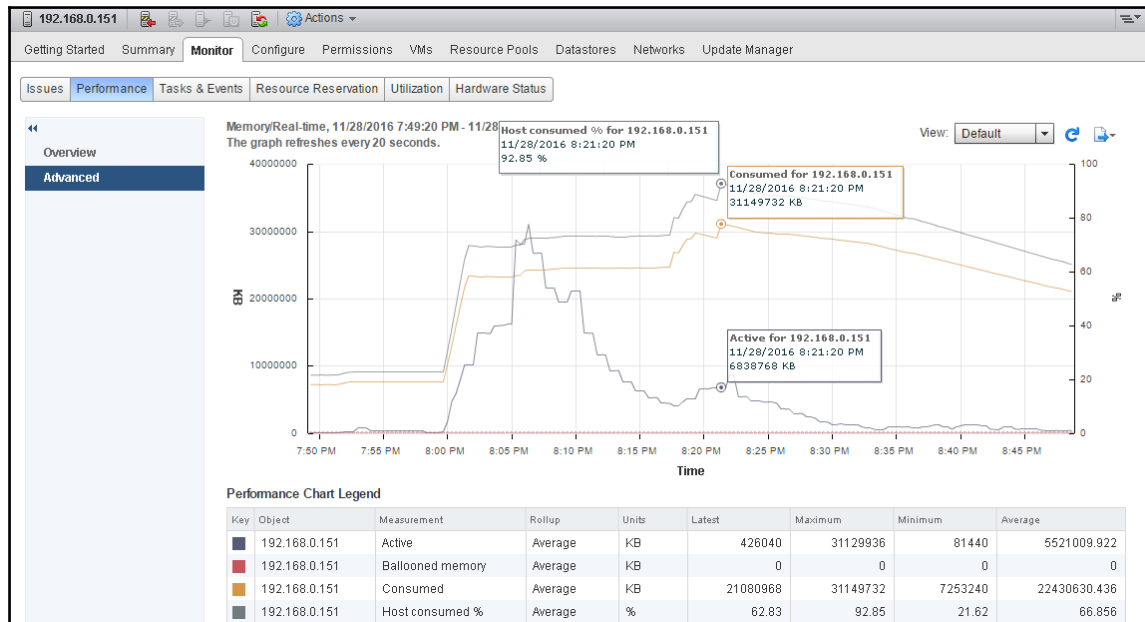 192.168.0.151 Actions
Getting Started Summary Monitor Configure Permissions VMs Resource Pools Datastores Networks Update Manager
Issues Performance Tasks & Events Resource Reservation Utilization Hardware Status
Overview
Advanced
Memory/Real-time, 11/28/2016 7:49:20 PM - 11/28
The graph refreshes every 20 seconds.
View: Default
Host consumed % for 192.168.0.151
11/28/2016 8:21:20 PM
92.85 %
Consumed for 192.168.0.151
11/28/2016 8:21:20 PM
31149732 KB
Active for 192.168.0.151
11/28/2016 8:21:20 PM
6838768 KB
40000000
30000000
20000000
10000000
0
KB
100
80
60
40
20
0
%
7:50 PM 7:55 PM 8:00 PM 8:05 PM 8:10 PM 8:15 PM 8:20 PM 8:25 PM 8:30 PM 8:35 PM 8:40 PM 8:45 PM
Time
Performance Chart Legend
Key Object Measurement Rollup Units Latest Maximum Minimum Average
192.168.0.151 Active Average KB 426040 31129936 81440 5521009.922
192.168.0.151 Ballooned memory Average KB 0 0 0 0
192.168.0.151 Consumed Average KB 21080968 31149732 7253240 22430630.436
192.168.0.151 Host consumed % Average % 62.83 92.85 21.62 66.856